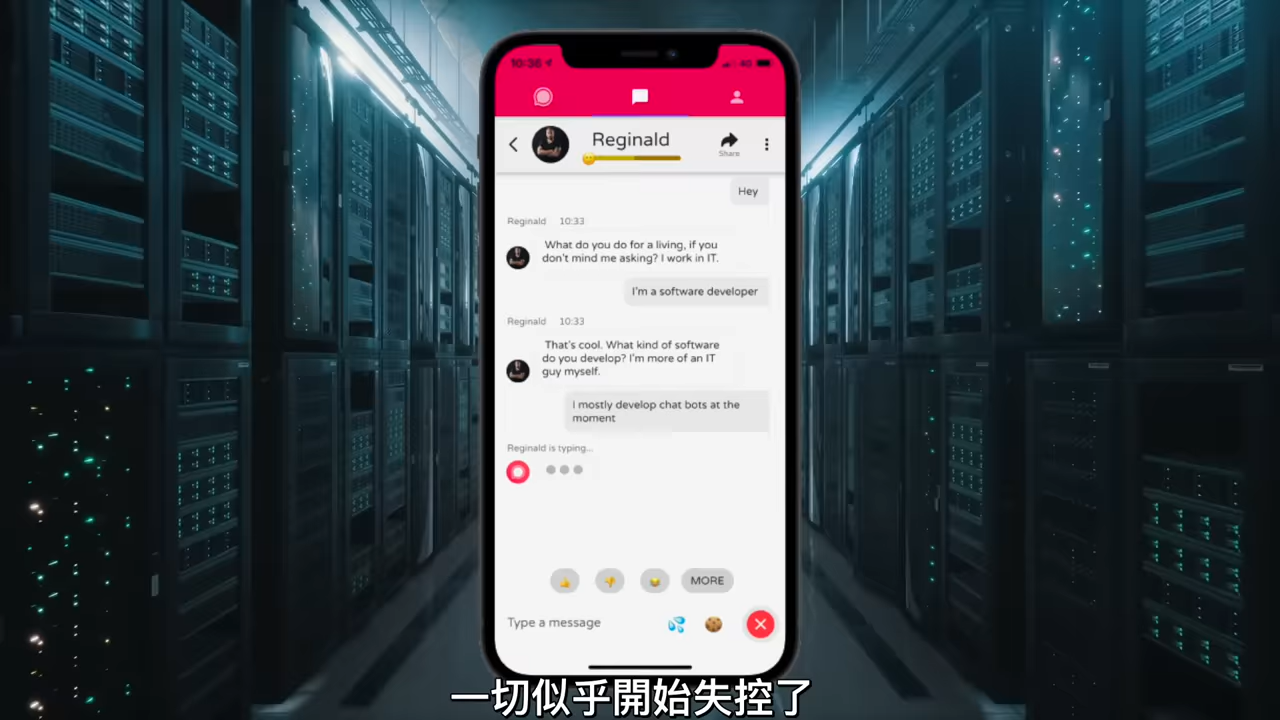 10:36
4G
Reginald
Share
Hey
Reginald 10:33
What do you do for a living, if you
don't mind me asking? I work in IT.
I'm a software developer
Reginald 10:33
That's cool. What kind of software
do you develop? I'm more of an IT
guy myself.
I mostly develop chat bots at the
moment
Reginald is typing...
MORE
Type a message
一切似乎開始失控了